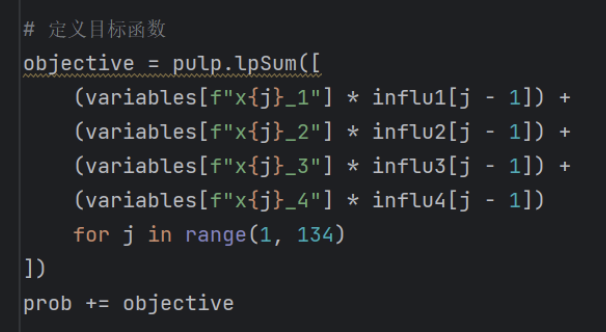 # 定义目标函数
objective = pulp.lpSum([
    (variables[f"x{j}_1"] * influ1[j - 1]) +
    (variables[f"x{j}_2"] * influ2[j - 1]) +
    (variables[f"x{j}_3"] * influ3[j - 1]) +
    (variables[f"x{j}_4"] * influ4[j - 1])
    for j in range(1, 134)
])
prob += objective